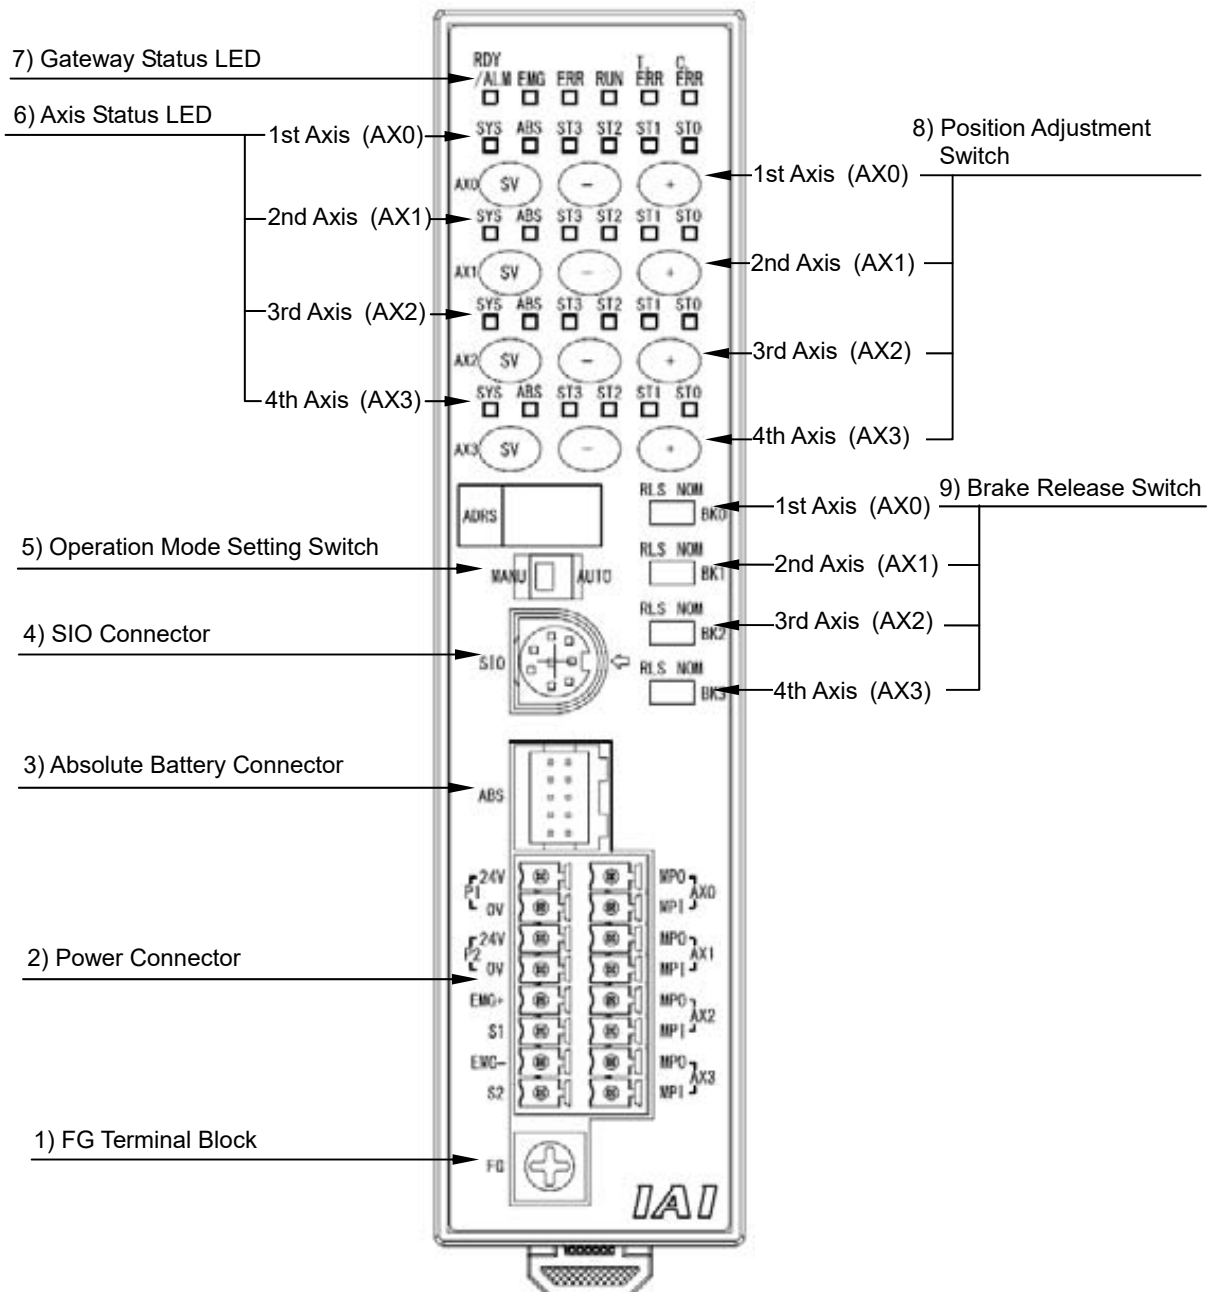 7) Gateway Status LED
RDY
/ALM EMG ERR RUN T. ERR C. ERR
6) Axis Status LED
1st Axis (AX0)
SYS ABS ST3 ST2 ST1 ST0
8) Position Adjustment
Switch
AX0 SV - +
1st Axis (AX0)
2nd Axis (AX1)
SYS ABS ST3 ST2 ST1 ST0
AX1 SV - +
2nd Axis (AX1)
3rd Axis (AX2)
SYS ABS ST3 ST2 ST1 ST0
AX2 SV - +
3rd Axis (AX2)
4th Axis (AX3)
SYS ABS ST3 ST2 ST1 ST0
AX3 SV - +
4th Axis (AX3)
9) Brake Release Switch
RLS NOM
ADRS
BK0
1st Axis (AX0)
5) Operation Mode Setting Switch
MANU AUTO
RLS NOM
BK1
2nd Axis (AX1)
4) SIO Connector
SIO
RLS NOM
BK2
3rd Axis (AX2)
RLS NOM
BK3
4th Axis (AX3)
3) Absolute Battery Connector
ABS
2) Power Connector
P1
24V
0V
MPO
MPI
AX0
P2
24V
0V
MPO
MPI
AX1
EMG+
S1
MPO
MPI
AX2
EMG-
S2
MPO
MPI
AX3
1) FG Terminal Block
FG
IAI